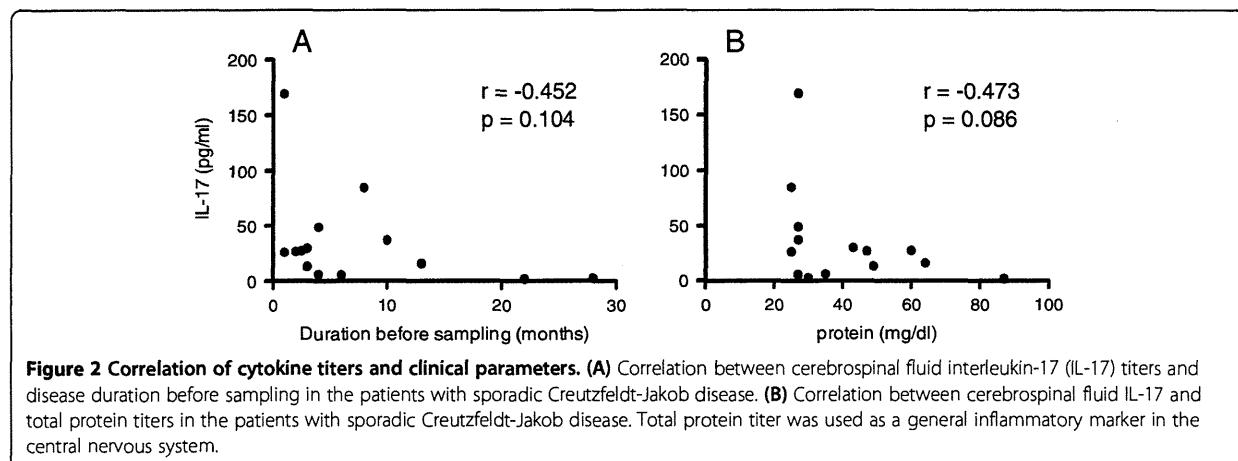 A
B
200
150
100
50
0
IL-17 (pg/ml)
r = -0.452
p = 0.104
0 10 20 30
Duration before sampling (months)
200
150
100
50
0
r = -0.473
p = 0.086
0 20 40 60 80 100
protein (mg/dl)
Figure 2 Correlation of cytokine titers and clinical parameters. (A) Correlation between cerebrospinal fluid interleukin-17 (IL-17) titers and
disease duration before sampling in the patients with sporadic Creutzfeldt-Jakob disease. (B) Correlation between cerebrospinal fluid IL-17 and
total protein titers in the patients with sporadic Creutzfeldt-Jakob disease. Total protein titer was used as a general inflammatory marker in the
central nervous system.